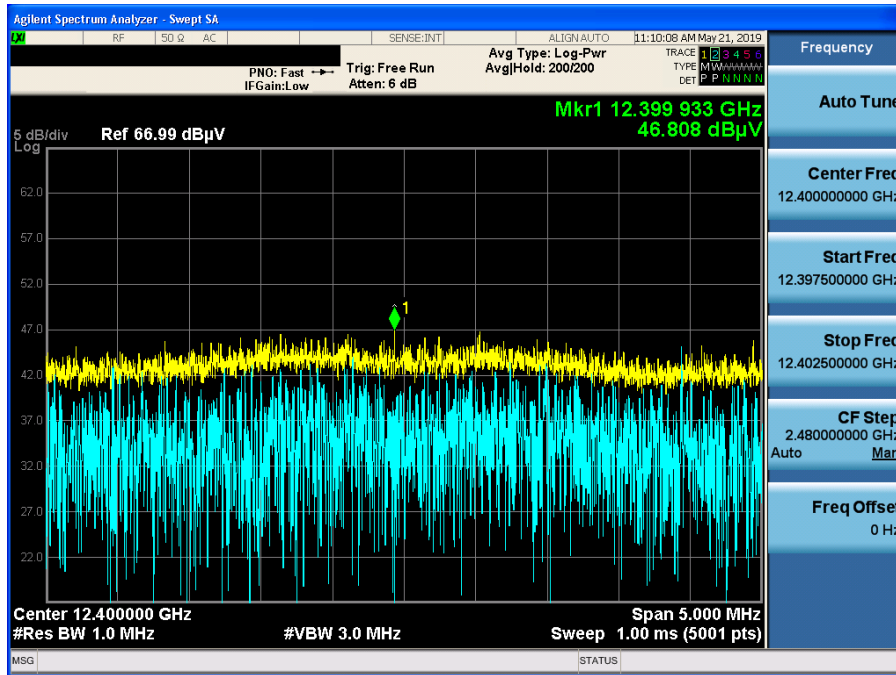 Agilent Spectrum Analyzer - Swept SA
LXI RF 50 Ω AC SENSE:INT ALIGN AUTO 11:10:08 AM May 21, 2019
PNO: Fast
IFGain:Low
Trig: Free Run
Atten: 6 dB
Avg Type: Log-Pwr
Avg|Hold: 200/200
TRACE 1 2 3 4 5 6
TYPE MWWWWW
DET P P N N N N
Mkr1 12.399 933 GHz
46.808 dBµV
5 dB/div Ref 66.99 dBµV
Log
62.0
57.0
52.0
47.0
42.0
37.0
32.0
27.0
22.0
1
Center 12.400000 GHz Span 5.000 MHz
#Res BW 1.0 MHz #VBW 3.0 MHz Sweep 1.00 ms (5001 pts)
MSG STATUS
Frequency
Auto Tune
Center Freq
12.400000000 GHz
Start Freq
12.397500000 GHz
Stop Freq
12.402500000 GHz
CF Step
2.480000000 GHz
Auto Man
Freq Offset
0 Hz